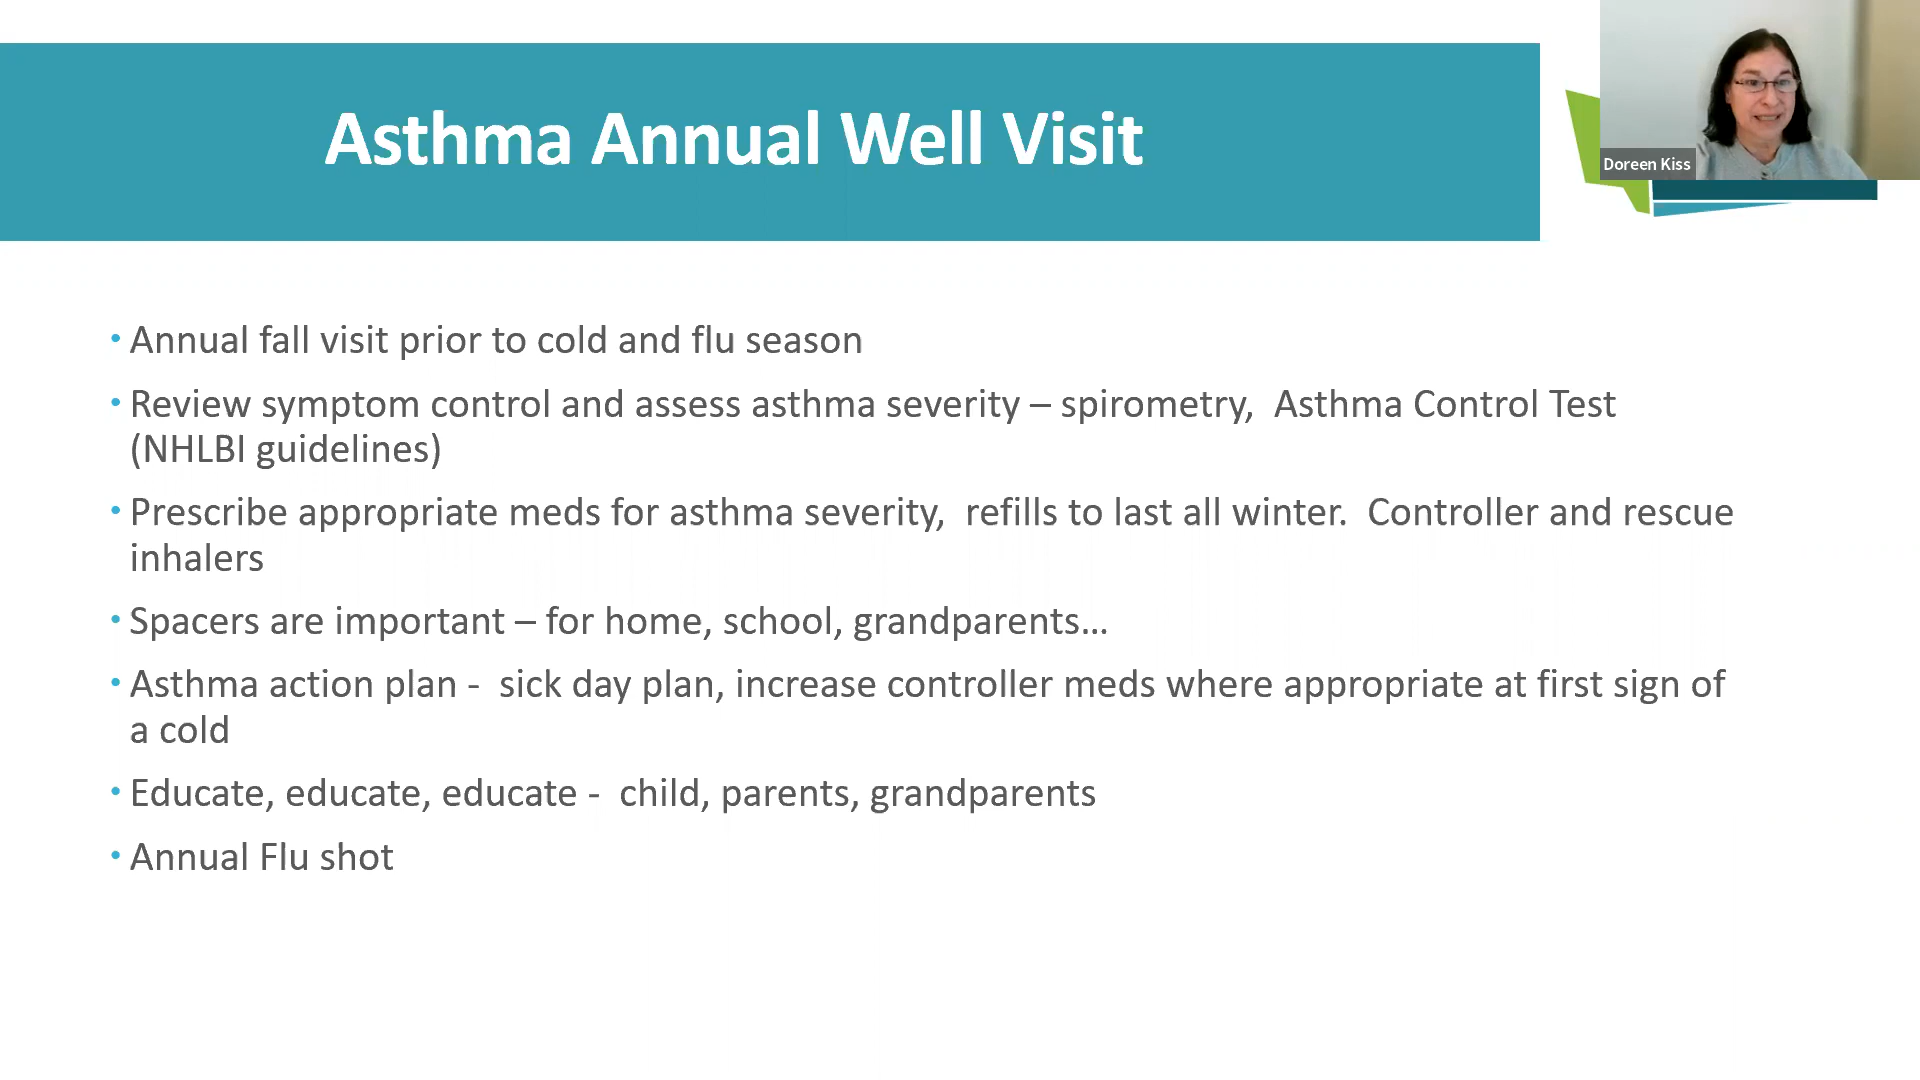 Asthma Annual Well Visit
Doreen Kiss
• Annual fall visit prior to cold and flu season
• Review symptom control and assess asthma severity – spirometry,  Asthma Control Test
(NHLBI guidelines)
• Prescribe appropriate meds for asthma severity,  refills to last all winter.  Controller and rescue
inhalers
• Spacers are important – for home, school, grandparents…
• Asthma action plan -  sick day plan, increase controller meds where appropriate at first sign of
a cold
• Educate, educate, educate -  child, parents, grandparents
• Annual Flu shot